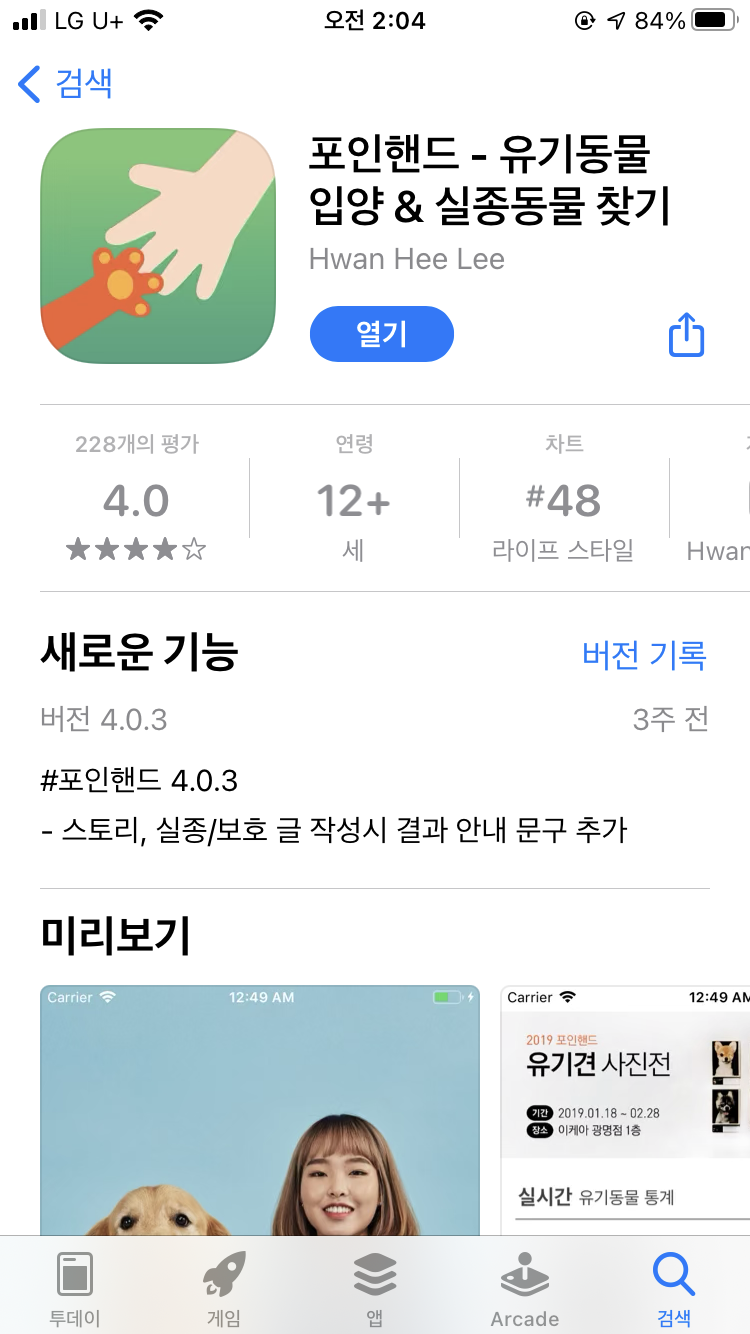 LG U+ 오전 2:04 84%
검색
포인핸드 - 유기동물
입양 & 실종동물 찾기
Hwan Hee Lee
열기
228개의 평가 연령 차트
4.0 12+ #48
세 라이프 스타일 Hwan
새로운 기능 버전 기록
버전 4.0.3 3주 전
#포인핸드 4.0.3
- 스토리, 실종/보호 글 작성시 결과 안내 문구 추가
미리보기
Carrier 12:49 AM Carrier 12:49 AM
2019 포인핸드
유기견 사진전
기간 2019.01.18 ~ 02.28
장소 이케아 광명점 1층
실시간 유기동물 통계
투데이 게임 앱 Arcade 검색